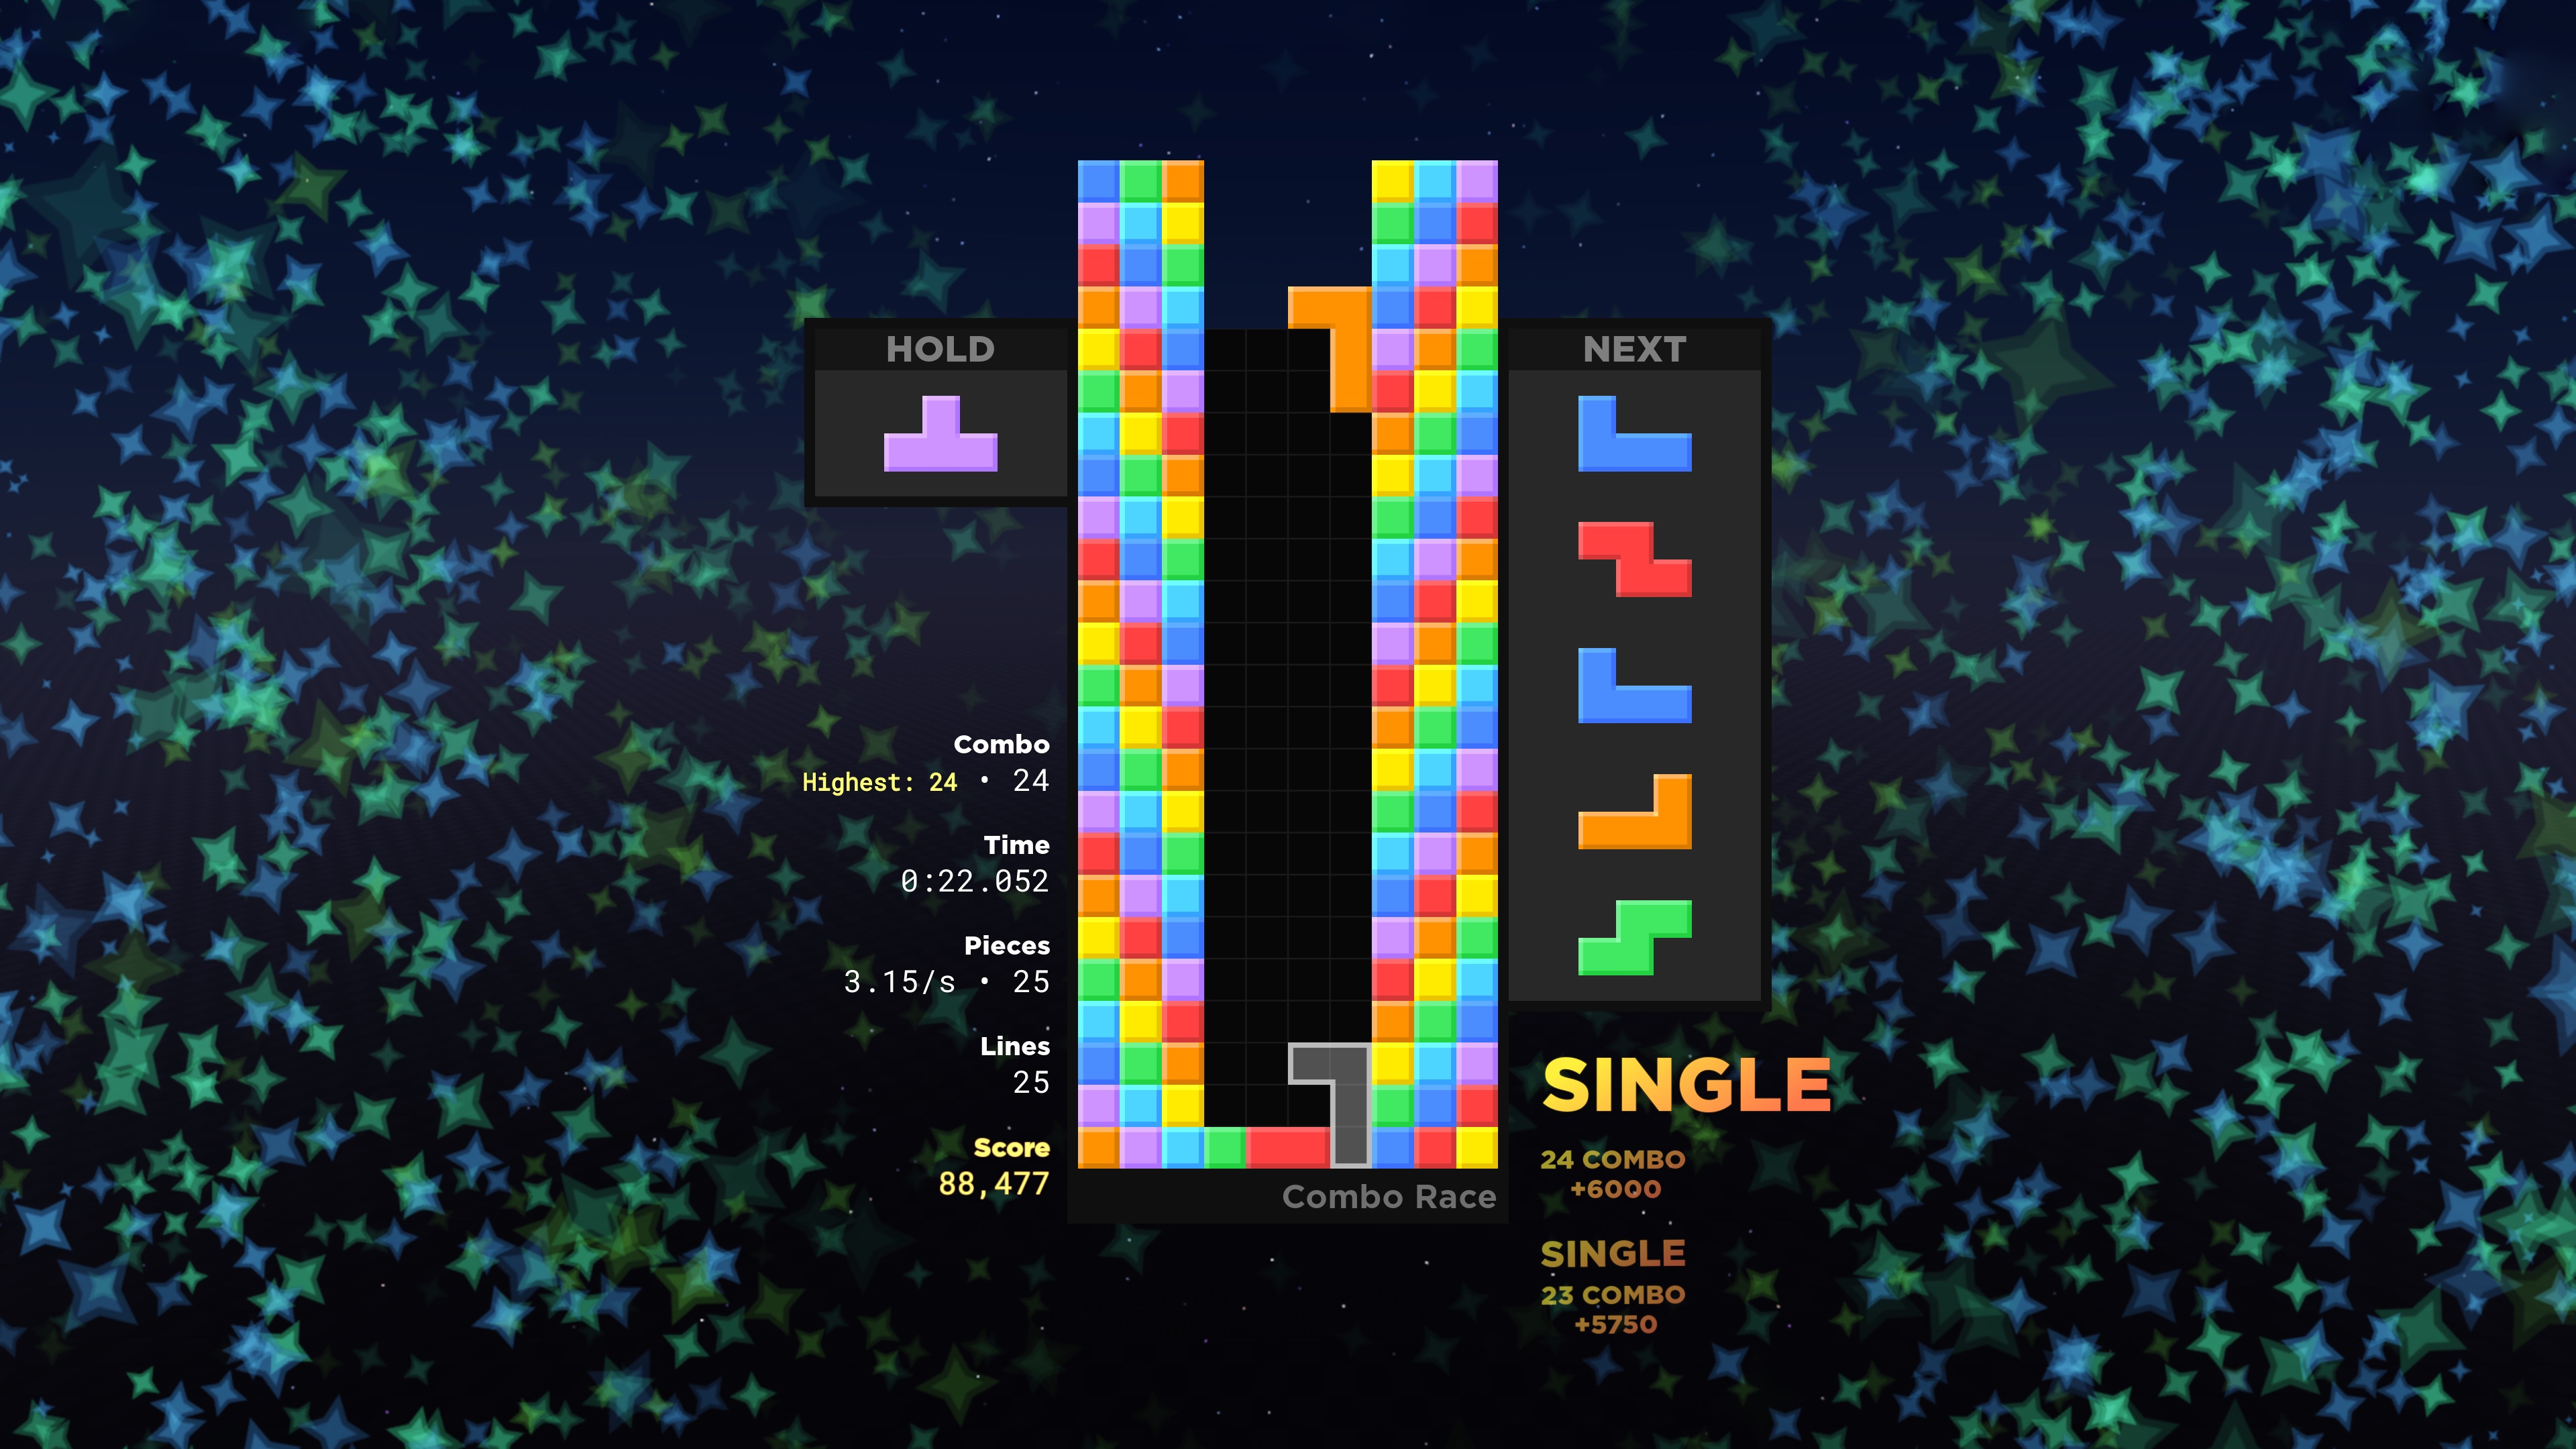 HOLD
NEXT
Combo
Highest: 24 • 24
Time
0:22.052
Pieces
3.15/s • 25
Lines
25
Score
88,477
Combo Race
SINGLE
24 COMBO
+6000
SINGLE
23 COMBO
+5750